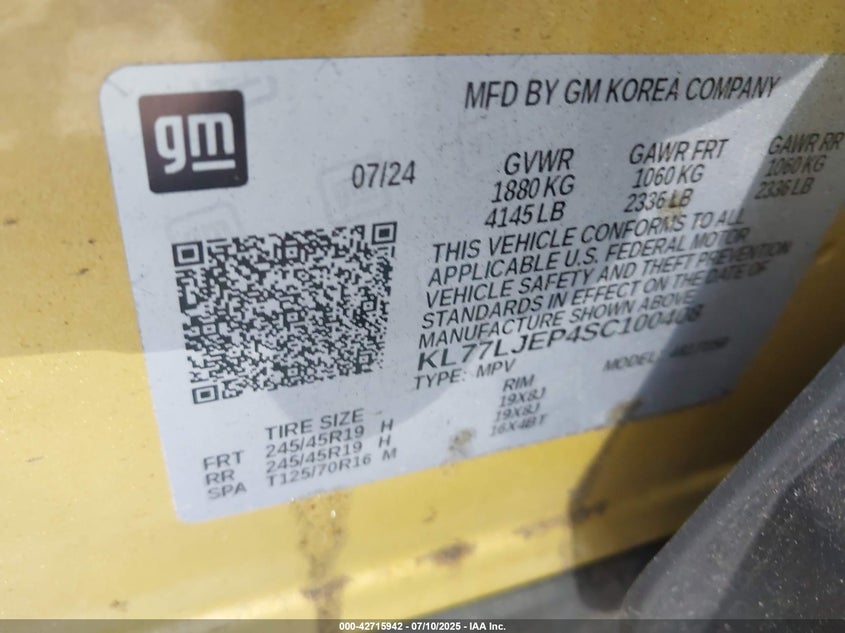 gm
MFD BY GM KOREA COMPANY
07/24
GVWR
1880 KG
4145 LB
GAWR FRT
1060 KG
2336 LB
GAWR RR
1060 KG
2336 LB
THIS VEHICLE CONFORMS TO ALL
APPLICABLE U.S. FEDERAL MOTOR
VEHICLE SAFETY AND THEFT PREVENTION
STANDARDS IN EFFECT ON THE DATE OF
MANUFACTURE SHOWN ABOVE
KL77LJEP4SC100408
TYPE: MPV
MODEL:
TIRE SIZE RIM
FRT 245/45R19 H 19X8J
RR 245/45R19 H 19X8J
SPA T125/70R16 M 16X4BT
000-42715942 - 07/10/2025 - IAA Inc.